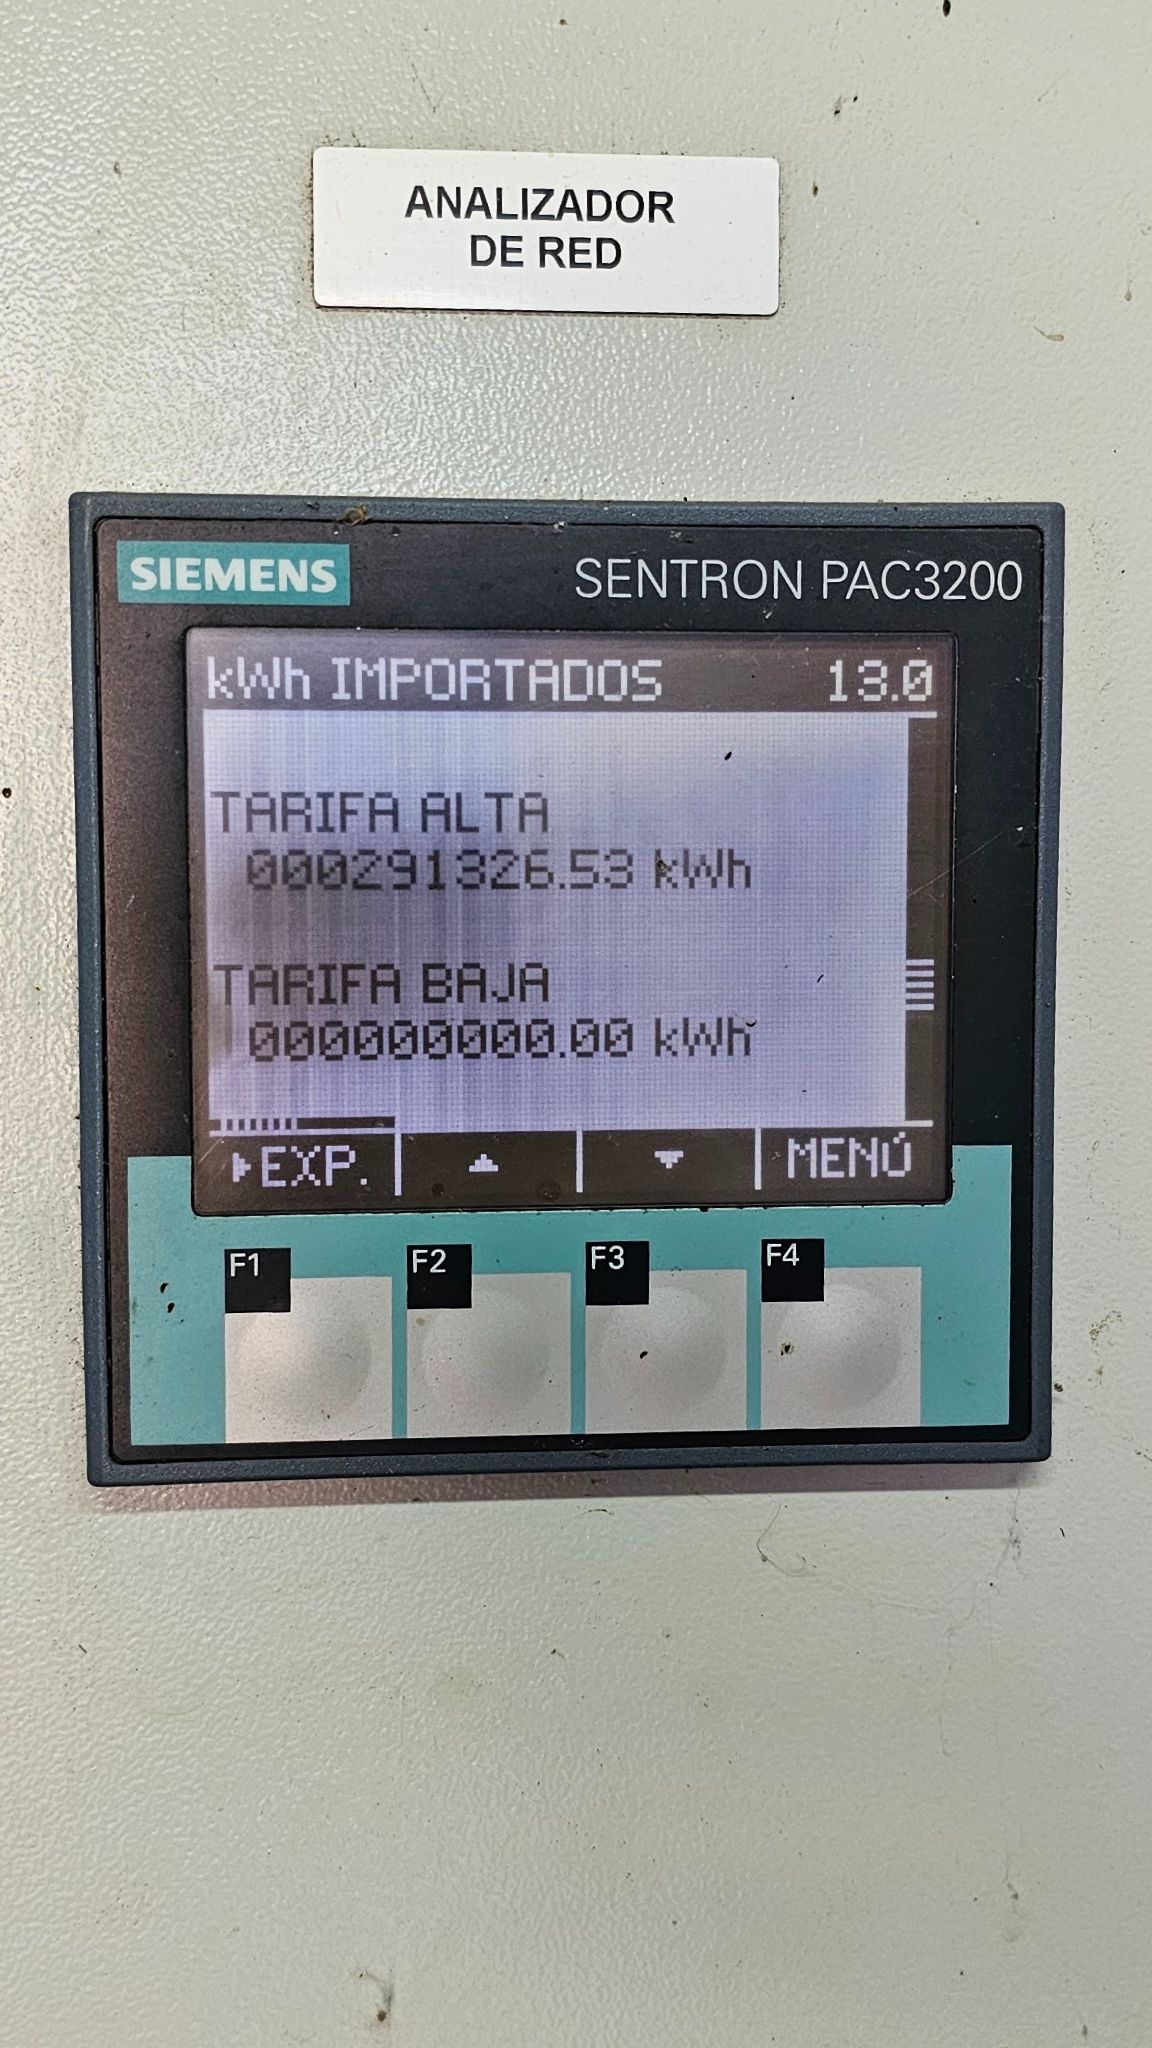 ANALIZADOR
DE RED
SIEMENS
SENTRON PAC3200
kWh IMPORTADOS 13.0
TARIFA ALTA
000291326.53 kWh
TARIFA BAJA
000000000.00 kWh
▸EXP. ▲ ▼ MENÚ
F1 F2 F3 F4